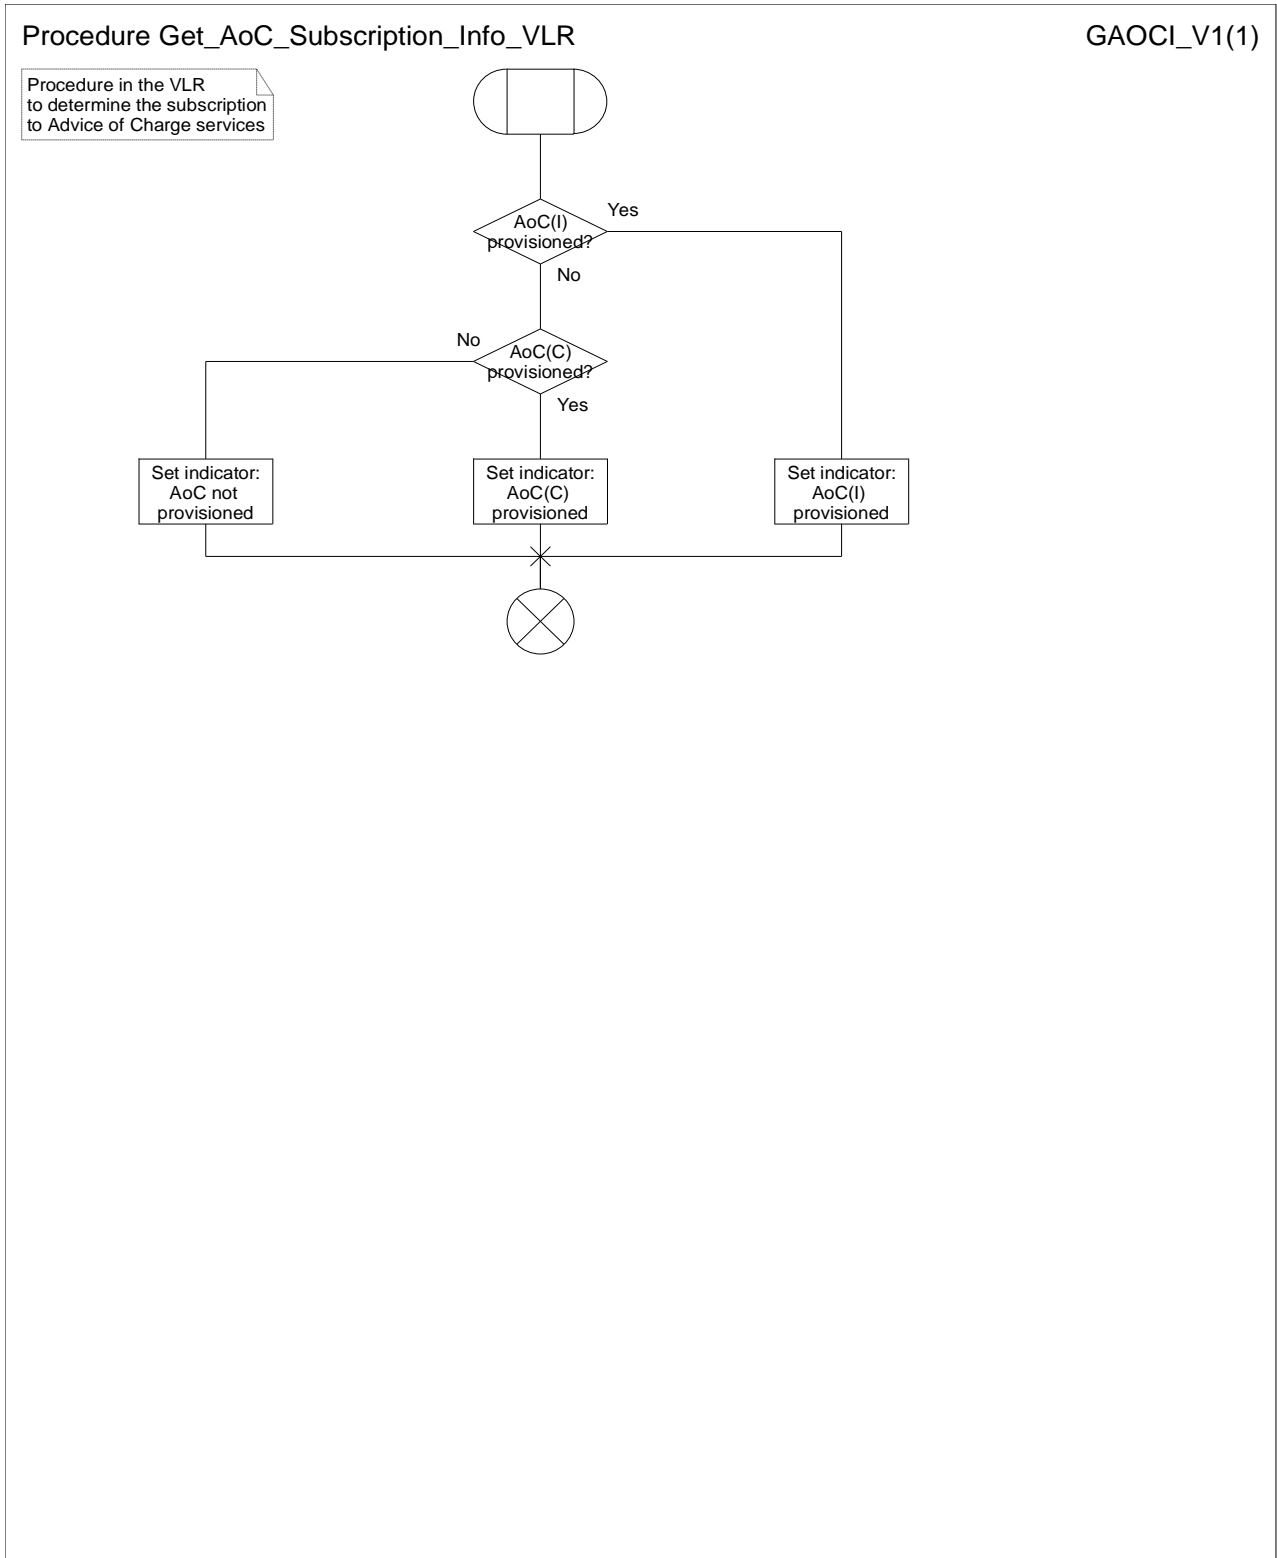 Procedure Get_AoC_Subscription_Info_VLR
GAOCI_V1(1)
Procedure in the VLR
to determine the subscription
to Advice of Charge services
AoC(I)
provisioned?
Yes
No
AoC(C)
provisioned?
No
Yes
Set indicator:
AoC not
provisioned
Set indicator:
AoC(C)
provisioned
Set indicator:
AoC(I)
provisioned